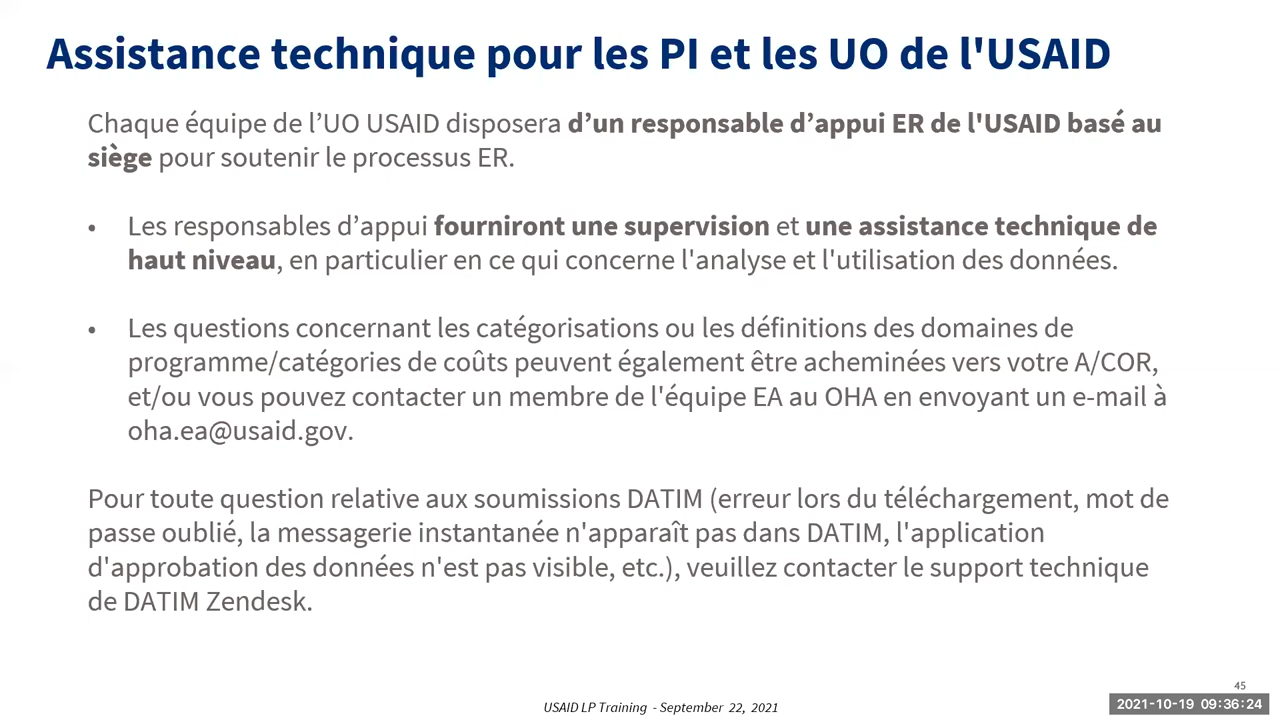 Assistance technique pour les PI et les UO de l'USAID
Chaque équipe de l’UO USAID disposera d’un responsable d’appui ER de l'USAID basé au
siège pour soutenir le processus ER.
• Les responsables d’appui fourniront une supervision et une assistance technique de
haut niveau, en particulier en ce qui concerne l'analyse et l'utilisation des données.
• Les questions concernant les catégorisations ou les définitions des domaines de
programme/catégories de coûts peuvent également être acheminées vers votre A/COR,
et/ou vous pouvez contacter un membre de l'équipe EA au OHA en envoyant un e-mail à
oha.ea@usaid.gov.
Pour toute question relative aux soumissions DATIM (erreur lors du téléchargement, mot de
passe oublié, la messagerie instantanée n'apparaît pas dans DATIM, l'application
d'approbation des données n'est pas visible, etc.), veuillez contacter le support technique
de DATIM Zendesk.
45
USAID LP Training - September 22, 2021
2021-10-19 09:36:24